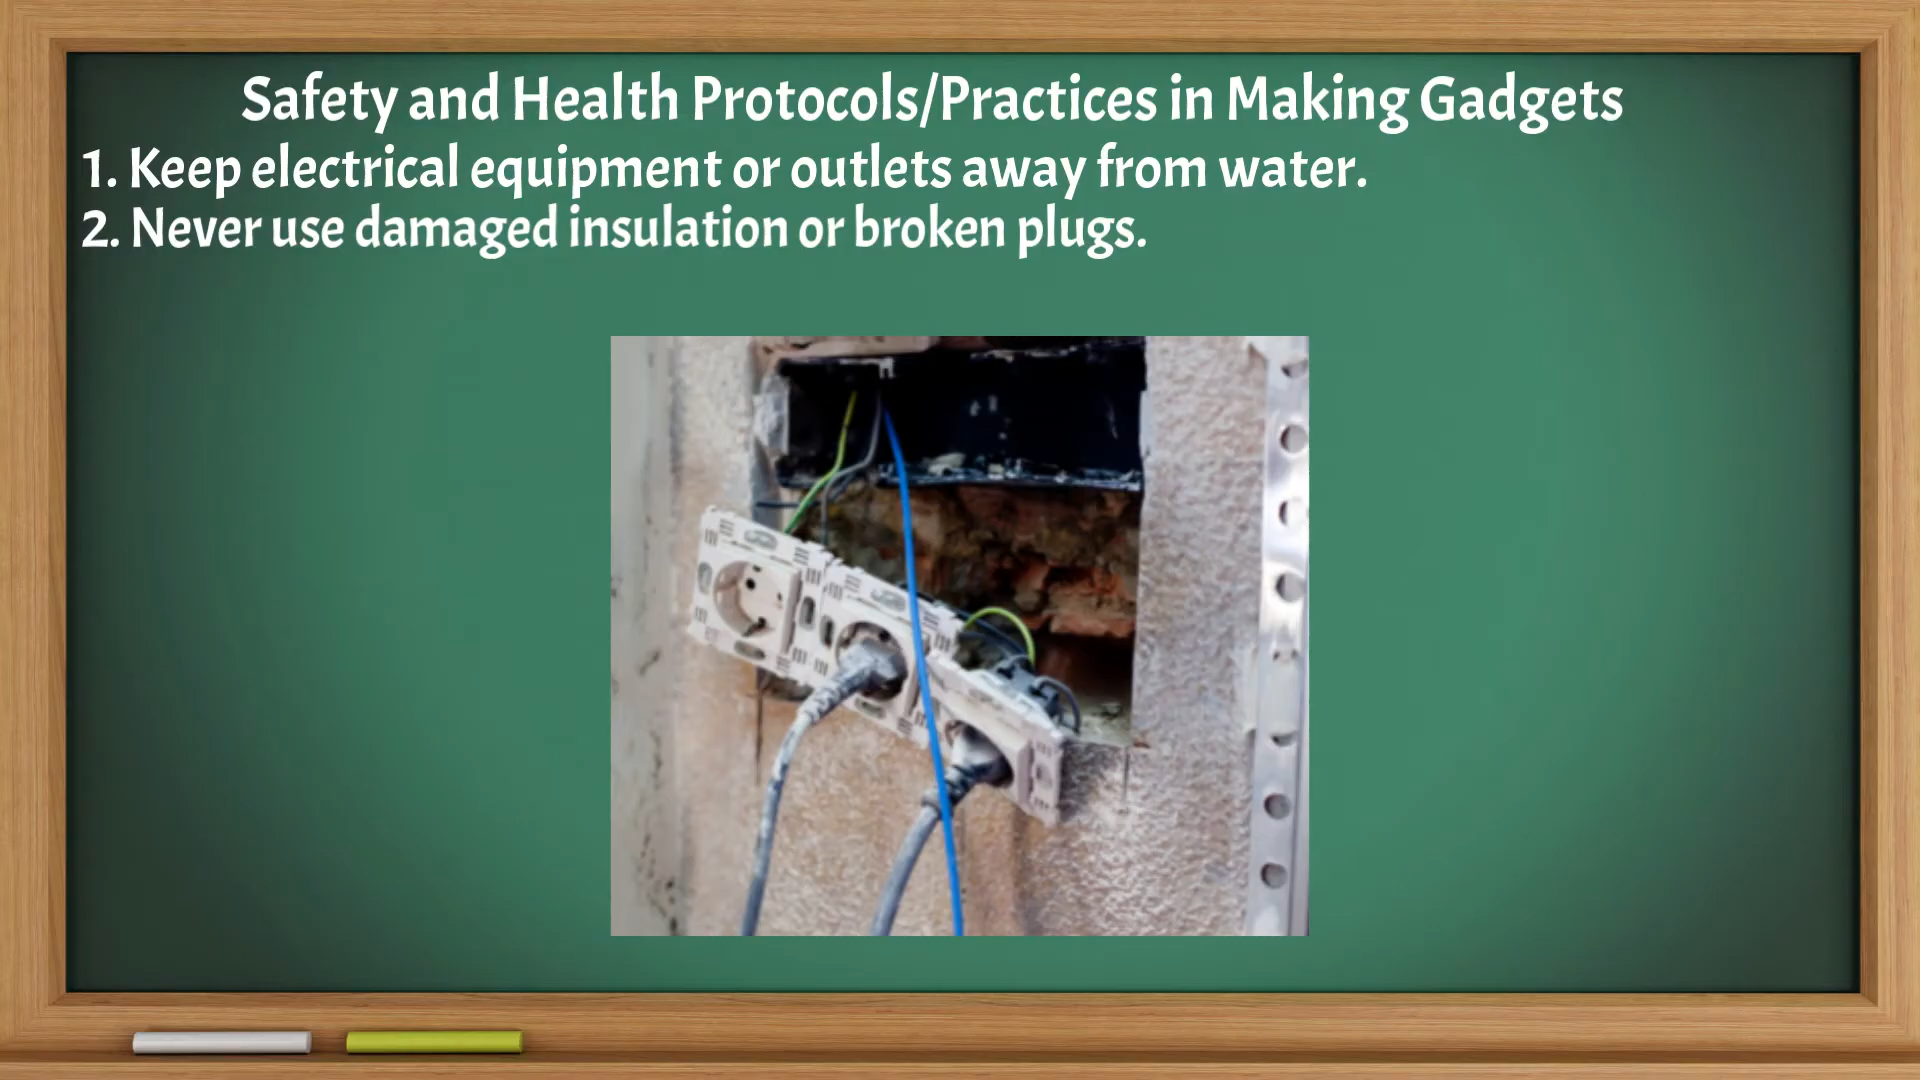 Safety and Health Protocols/Practices in Making Gadgets
1. Keep electrical equipment or outlets away from water.
2. Never use damaged insulation or broken plugs.